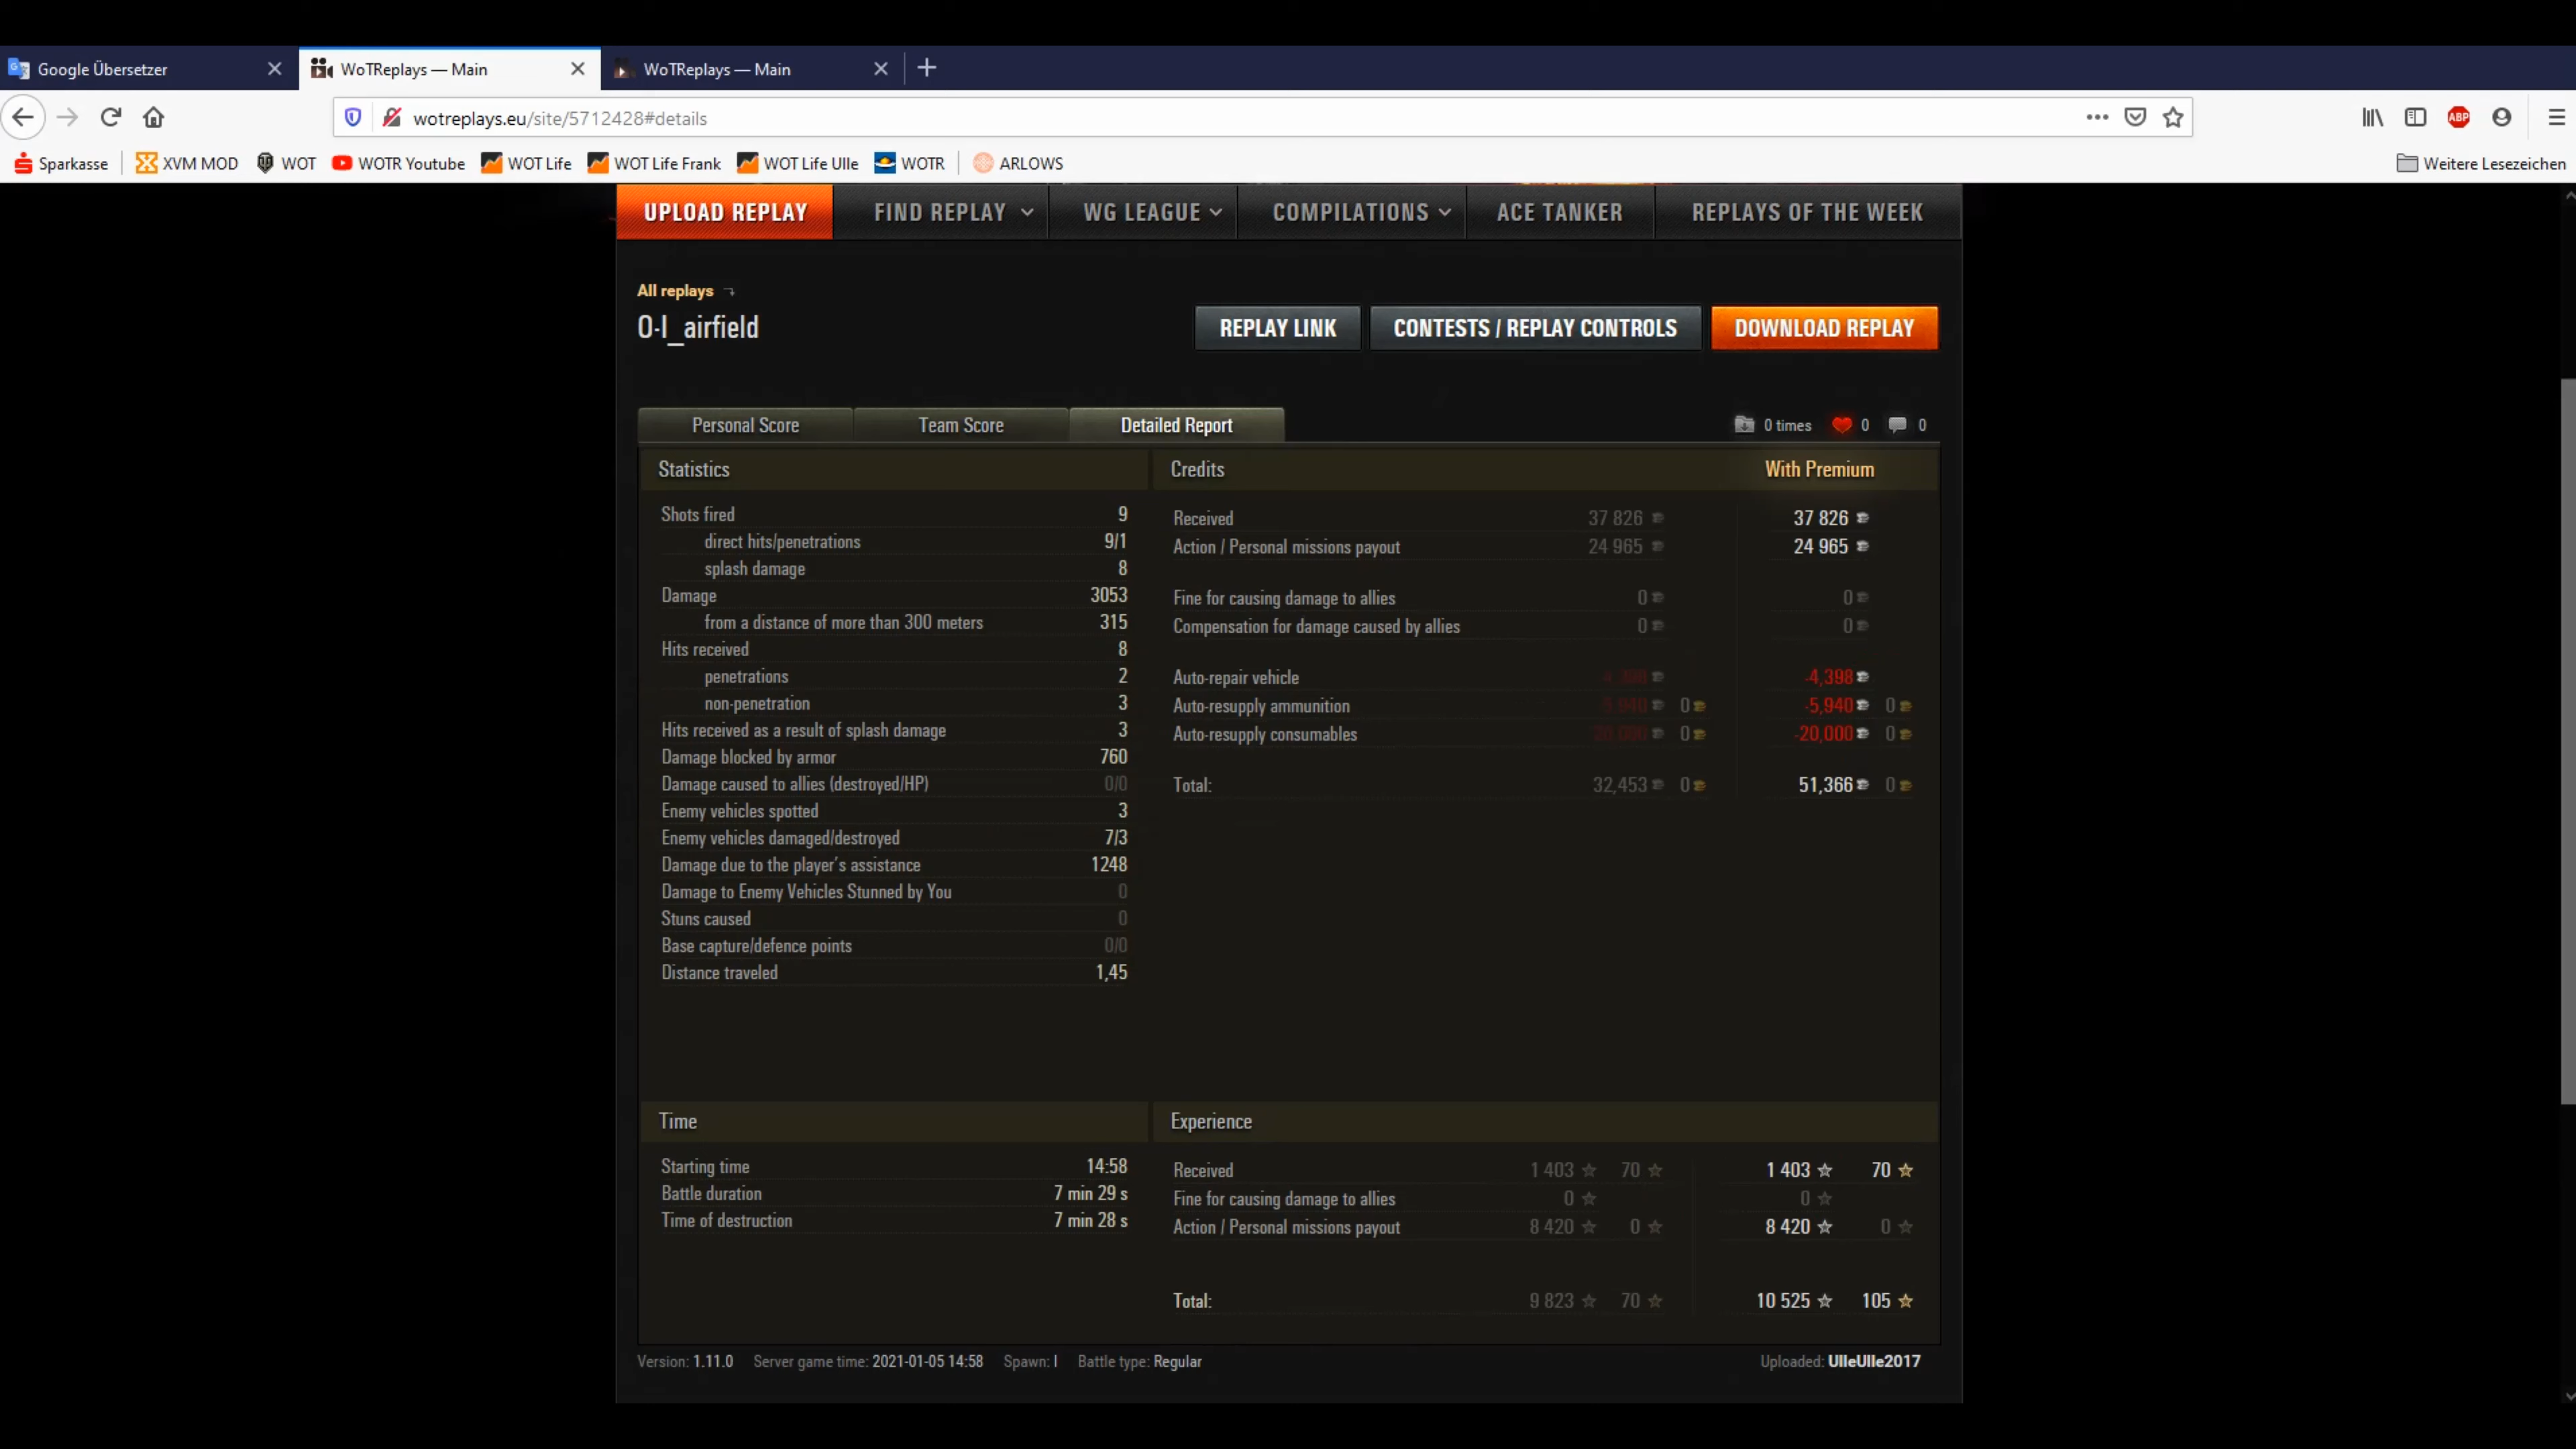 Google Übersetzer
WoTReplays — Main
WoTReplays — Main
wotreplays.eu/site/5712428#details
ABP
Sparkasse
XVM MOD
WOT
WOTR Youtube
WOT Life
WOT Life Frank
WOT Life Ulle
WOTR
ARLOWS
Weitere Lesezeichen
UPLOAD REPLAY
FIND REPLAY
WG LEAGUE
COMPILATIONS
ACE TANKER
REPLAYS OF THE WEEK
All replays
O-I_airfield
REPLAY LINK
CONTESTS / REPLAY CONTROLS
DOWNLOAD REPLAY
Personal Score
Team Score
Detailed Report
0 times
0
0
Statistics
Shots fired 9
direct hits/penetrations 9/1
splash damage 8
Damage 3053
from a distance of more than 300 meters 315
Hits received 8
penetrations 2
non-penetration 3
Hits received as a result of splash damage 3
Damage blocked by armor 760
Damage caused to allies (destroyed/HP) 0/0
Enemy vehicles spotted 3
Enemy vehicles damaged/destroyed 7/3
Damage due to the player's assistance 1248
Damage to Enemy Vehicles Stunned by You 0
Stuns caused 0
Base capture/defence points 0/0
Distance traveled 1,45
Credits With Premium
Received 37 826 37 826
Action / Personal missions payout 24 965 24 965
Fine for causing damage to allies 0 0
Compensation for damage caused by allies 0 0
Auto-repair vehicle -4,398 -4,398
Auto-resupply ammunition -5,940 0 -5,940 0
Auto-resupply consumables -20,000 0 -20,000 0
Total: 32,453 0 51,366 0
Time
Starting time 14:58
Battle duration 7 min 29 s
Time of destruction 7 min 28 s
Experience
Received 1 403 70 1 403 70
Fine for causing damage to allies 0 0
Action / Personal missions payout 8 420 0 8 420 0
Total: 9 823 70 10 525 105
Version: 1.11.0 Server game time: 2021-01-05 14:58 Spawn: I Battle type: Regular
Uploaded: UlleUlle2017